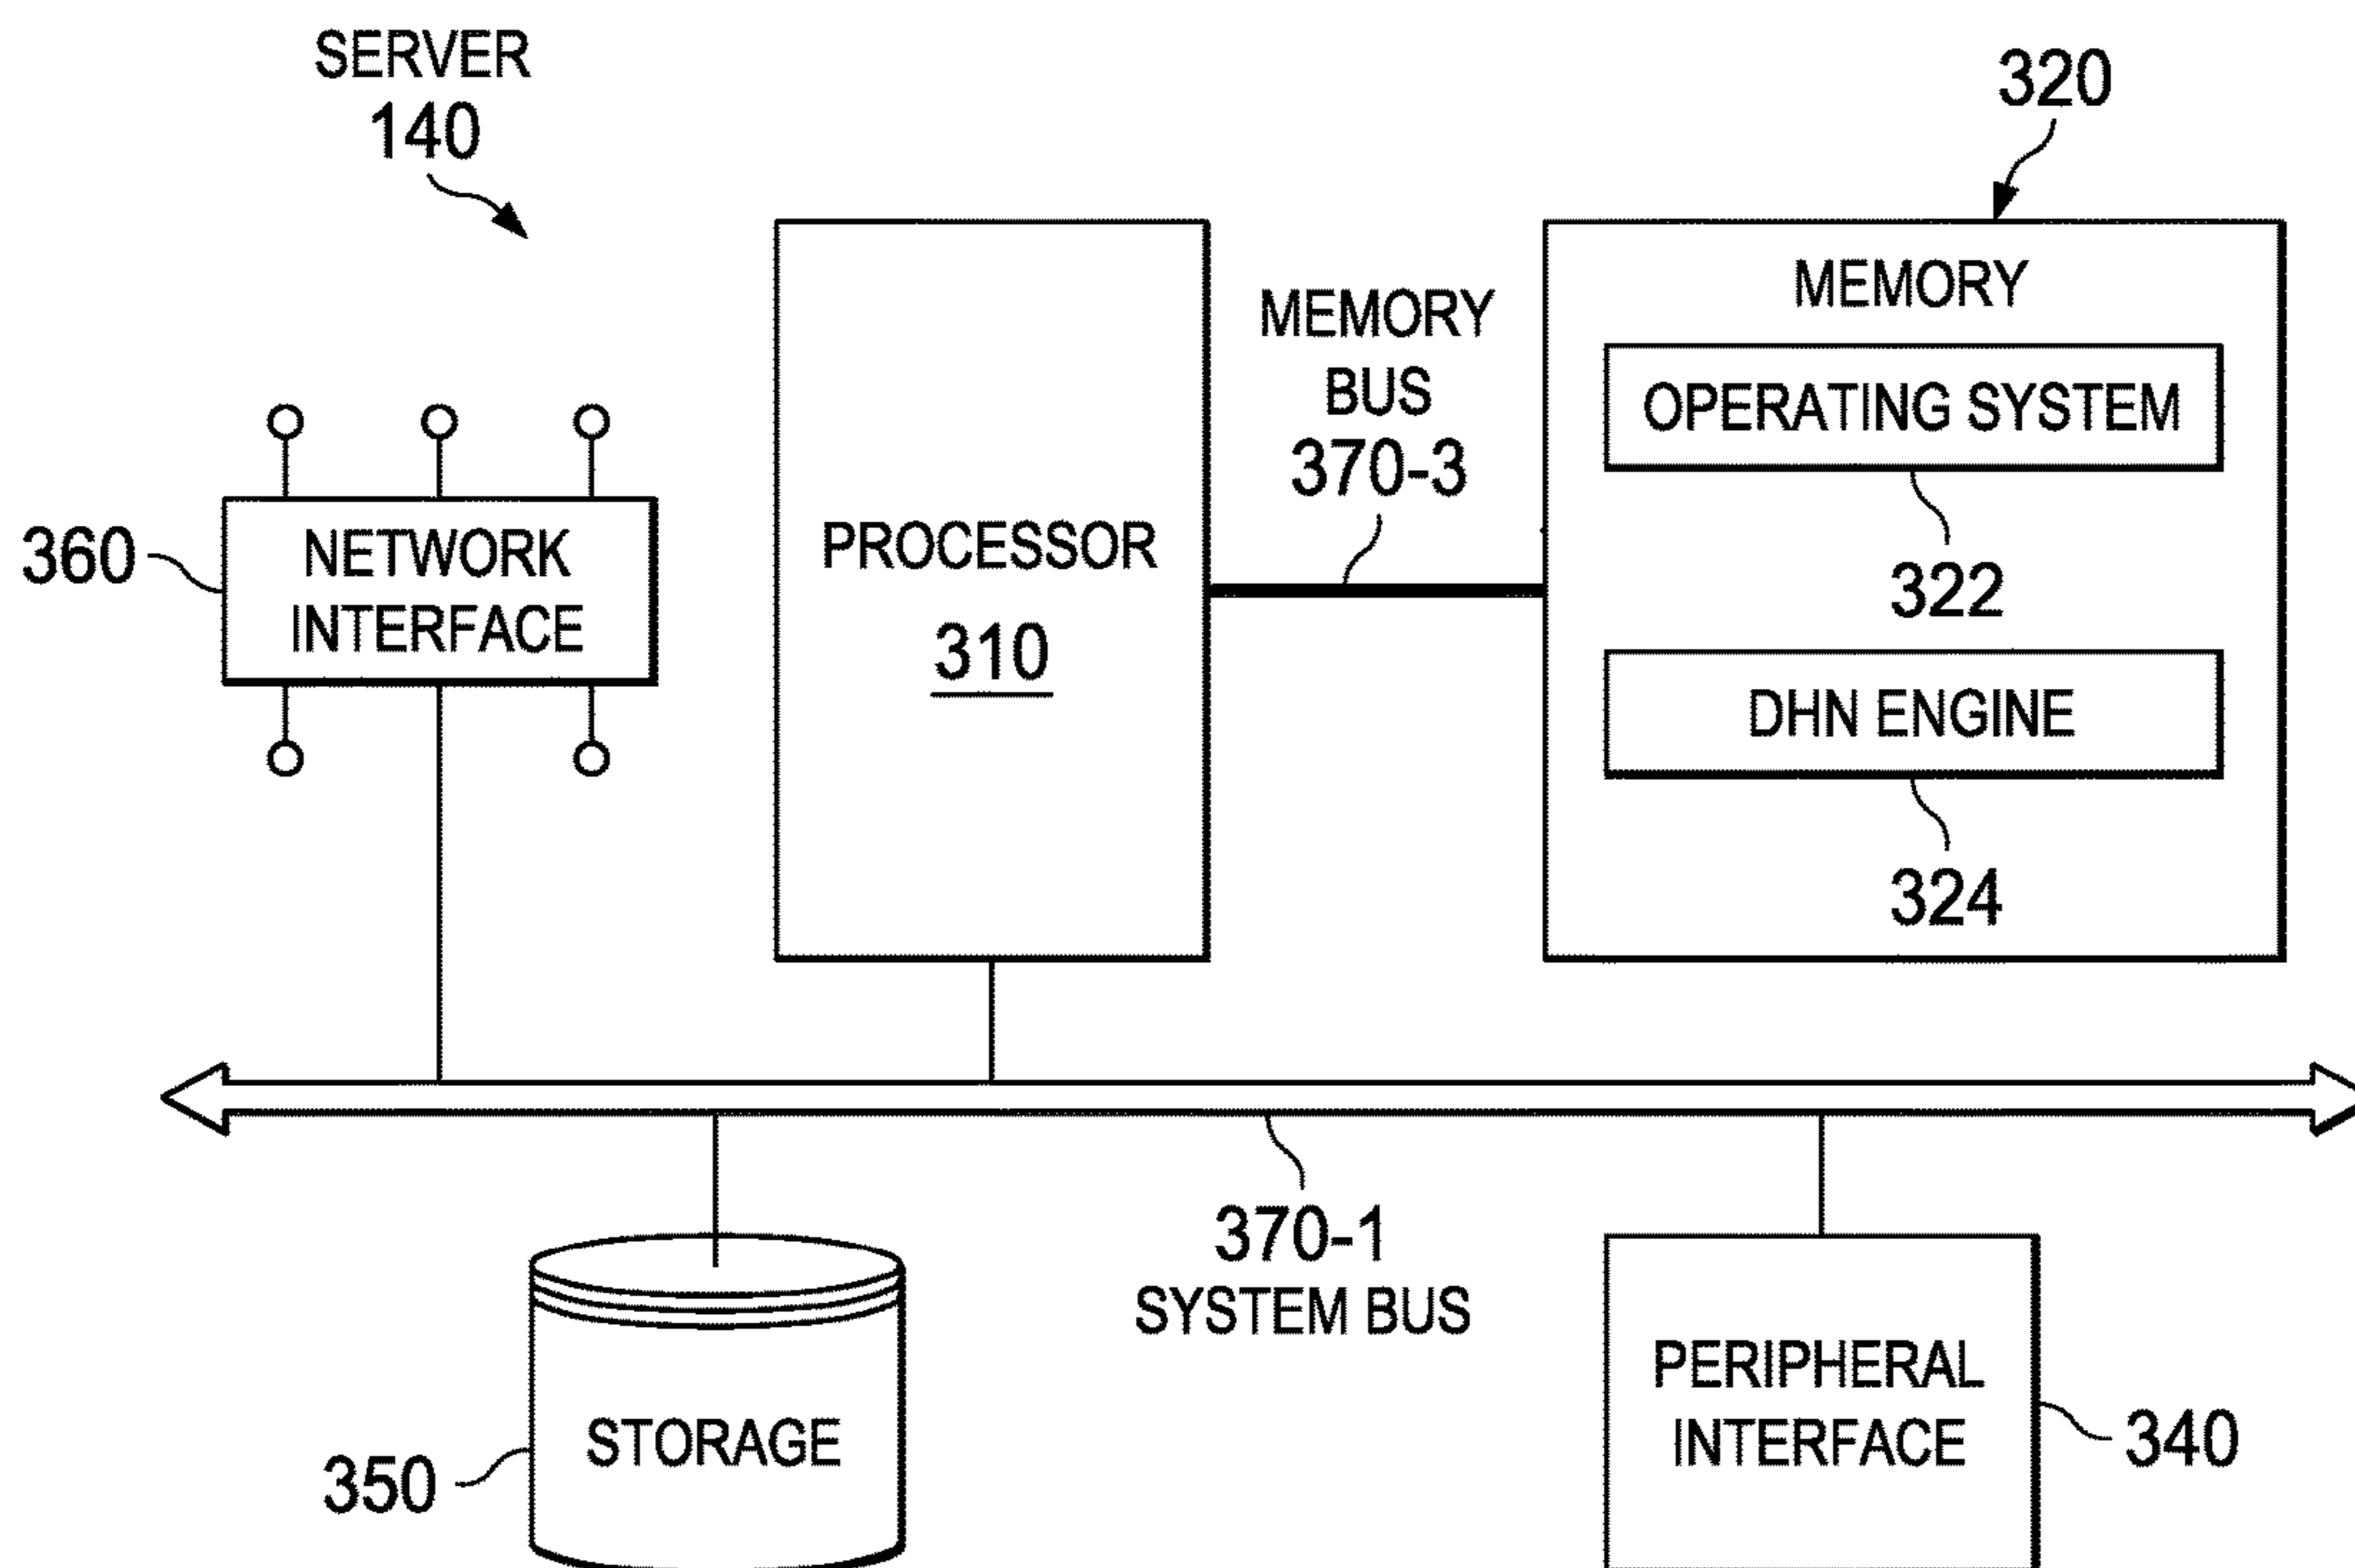 SERVER
140
320
MEMORY
OPERATING SYSTEM
322
DHN ENGINE
324
MEMORY
BUS
370-3
PROCESSOR
310
360
NETWORK
INTERFACE
370-1
SYSTEM BUS
350
STORAGE
PERIPHERAL
INTERFACE
340